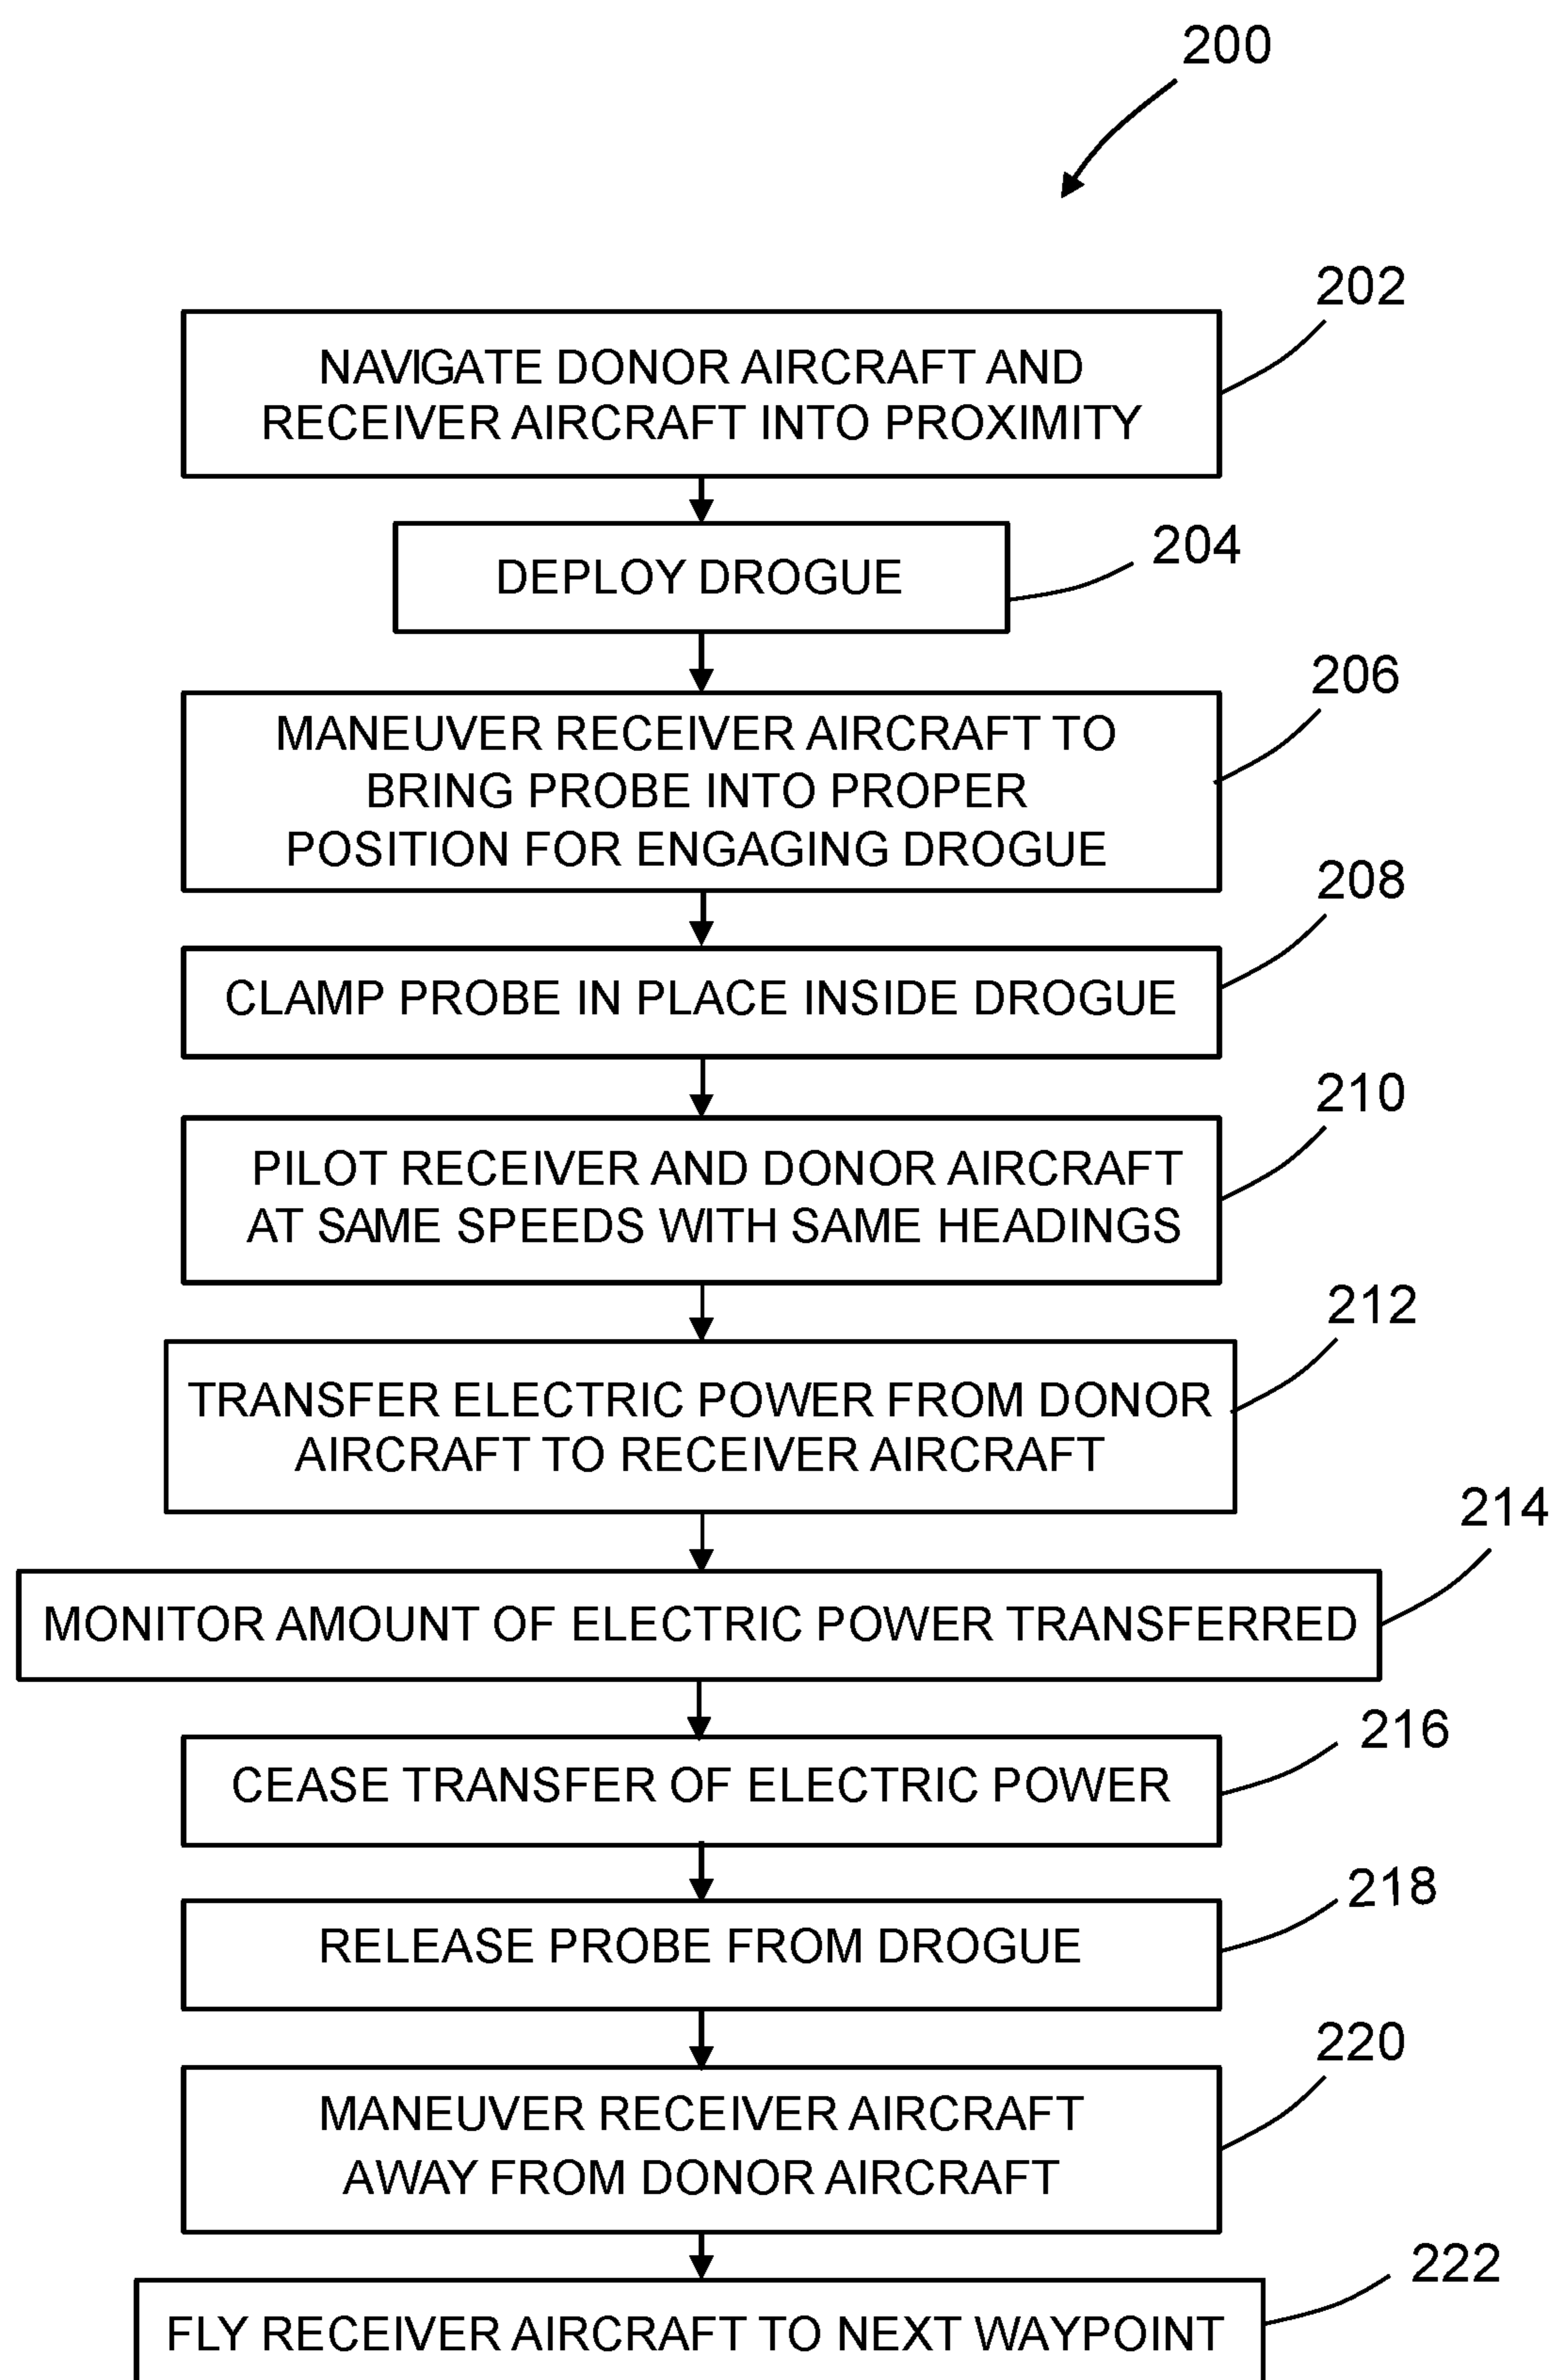 200
202
NAVIGATE DONOR AIRCRAFT AND
RECEIVER AIRCRAFT INTO PROXIMITY
204
DEPLOY DROGUE
206
MANEUVER RECEIVER AIRCRAFT TO
BRING PROBE INTO PROPER
POSITION FOR ENGAGING DROGUE
208
CLAMP PROBE IN PLACE INSIDE DROGUE
210
PILOT RECEIVER AND DONOR AIRCRAFT
AT SAME SPEEDS WITH SAME HEADINGS
212
TRANSFER ELECTRIC POWER FROM DONOR
AIRCRAFT TO RECEIVER AIRCRAFT
214
MONITOR AMOUNT OF ELECTRIC POWER TRANSFERRED
216
CEASE TRANSFER OF ELECTRIC POWER
218
RELEASE PROBE FROM DROGUE
220
MANEUVER RECEIVER AIRCRAFT
AWAY FROM DONOR AIRCRAFT
222
FLY RECEIVER AIRCRAFT TO NEXT WAYPOINT